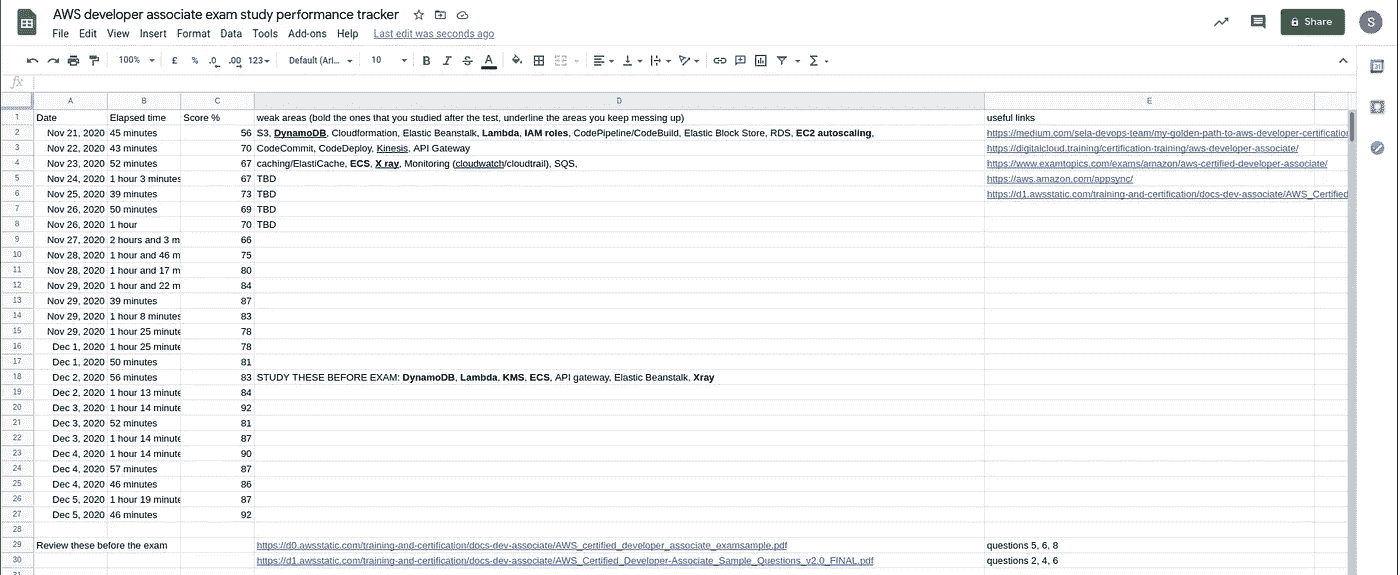 AWS developer associate exam study performance tracker
File Edit View Insert Format Data Tools Add-ons Help Last edit was seconds ago
Share
S
100% £ % .0 .00 123 Default (Ari... 10 B I S A
fx
A B C D E
1 Date Elapsed time Score % weak areas (bold the ones that you studied after the test, underline the areas you keep messing up) useful links
2 Nov 21, 2020 45 minutes 56 S3, DynamoDB, Cloudformation, Elastic Beanstalk, Lambda, IAM roles, CodePipeline/CodeBuild, Elastic Block Store, RDS, EC2 autoscaling, https://medium.com/sela-devops-team/my-golden-path-to-aws-developer-certification
3 Nov 22, 2020 43 minutes 70 CodeCommit, CodeDeploy, Kinesis, API Gateway https://digitalcloud.training/certification-training/aws-developer-associate/
4 Nov 23, 2020 52 minutes 67 caching/ElastiCache, ECS, X ray, Monitoring (cloudwatch/cloudtrail), SQS, https://www.examtopics.com/exams/amazon/aws-certified-developer-associate/
5 Nov 24, 2020 1 hour 3 minutes 67 TBD https://aws.amazon.com/appsync/
6 Nov 25, 2020 39 minutes 73 TBD https://d1.awsstatic.com/training-and-certification/docs-dev-associate/AWS_Certified
7 Nov 26, 2020 50 minutes 69 TBD
8 Nov 26, 2020 1 hour 70 TBD
9 Nov 27, 2020 2 hours and 3 m 66
10 Nov 28, 2020 1 hour and 46 m 75
11 Nov 28, 2020 1 hour and 17 m 80
12 Nov 29, 2020 1 hour and 22 m 84
13 Nov 29, 2020 39 minutes 87
14 Nov 29, 2020 1 hour 8 minutes 83
15 Nov 29, 2020 1 hour 25 minute 78
16 Dec 1, 2020 1 hour 25 minute 78
17 Dec 1, 2020 50 minutes 81
18 Dec 2, 2020 56 minutes 83 STUDY THESE BEFORE EXAM: DynamoDB, Lambda, KMS, ECS, API gateway, Elastic Beanstalk, Xray
19 Dec 2, 2020 1 hour 13 minute 84
20 Dec 3, 2020 1 hour 14 minute 92
21 Dec 3, 2020 52 minutes 81
22 Dec 3, 2020 1 hour 14 minute 87
23 Dec 4, 2020 1 hour 14 minute 90
24 Dec 4, 2020 57 minutes 87
25 Dec 4, 2020 46 minutes 86
26 Dec 5, 2020 1 hour 19 minute 87
27 Dec 5, 2020 46 minutes 92
28
29 Review these before the exam https://d0.awsstatic.com/training-and-certification/docs-dev-associate/AWS_certified_developer_associate_examsample.pdf questions 5, 6, 8
30 https://d1.awsstatic.com/training-and-certification/docs-dev-associate/AWS_Certified_Developer-Associate_Sample_Questions_v2.0_FINAL.pdf questions 2, 4, 6